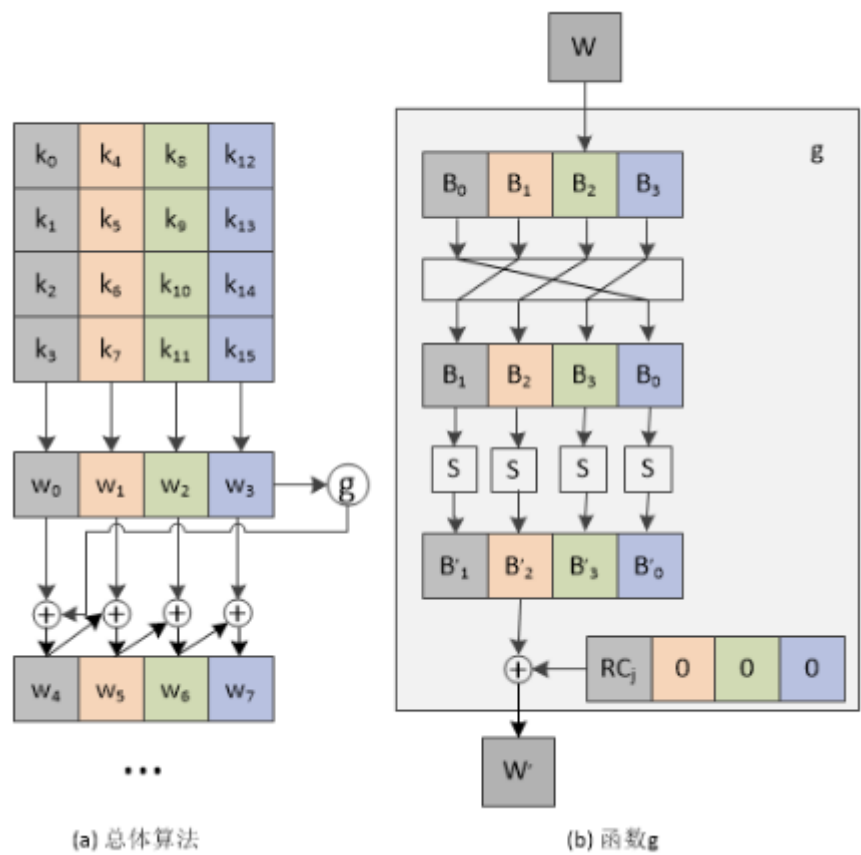 k₀ k₄ k₈ k₁₂
k₁ k₅ k₉ k₁₃
k₂ k₆ k₁₀ k₁₄
k₃ k₇ k₁₁ k₁₅
w₀ w₁ w₂ w₃ g
+ + + +
w₄ w₅ w₆ w₇
•••
(a) 总体算法
W
g
B₀ B₁ B₂ B₃
B₁ B₂ B₃ B₀
S S S S
B'₁ B'₂ B'₃ B'₀
+ RCⱼ 0 0 0
W'
(b) 函数g